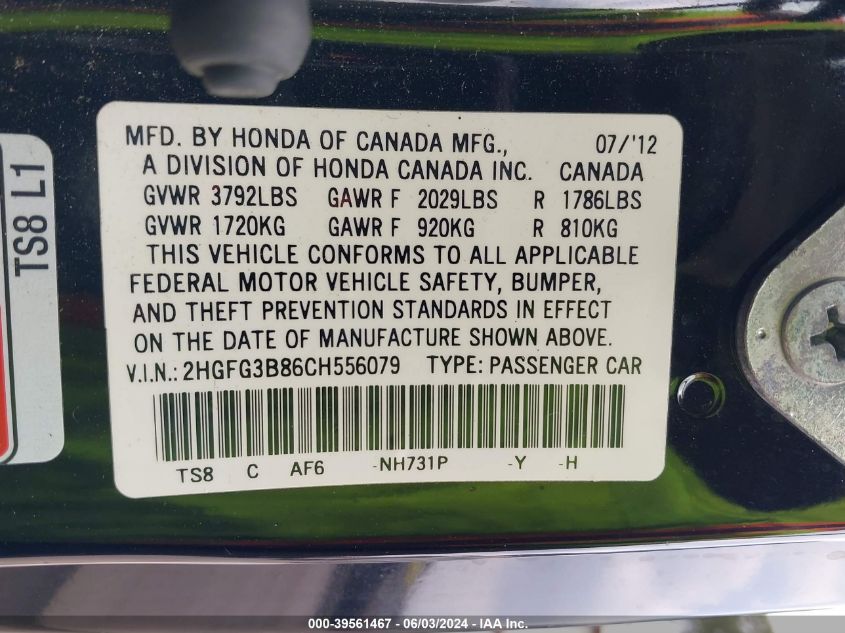 MFD. BY HONDA OF CANADA MFG., 07/'12
A DIVISION OF HONDA CANADA INC. CANADA
GVWR 3792LBS GAWR F 2029LBS R 1786LBS
GVWR 1720KG GAWR F 920KG R 810KG
THIS VEHICLE CONFORMS TO ALL APPLICABLE
FEDERAL MOTOR VEHICLE SAFETY, BUMPER,
AND THEFT PREVENTION STANDARDS IN EFFECT
ON THE DATE OF MANUFACTURE SHOWN ABOVE.
V.I.N.: 2HGFG3B86CH556079 TYPE: PASSENGER CAR
TS8 C AF6 -NH731P -Y -H
TS8 L1
000-39561467 - 06/03/2024 - IAA Inc.